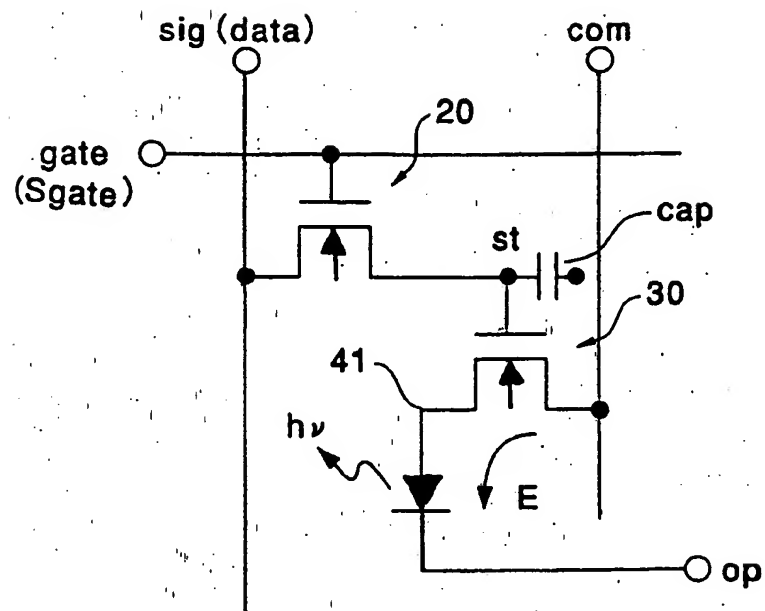 sig (data)
com
20
gate
(Sgate)
cap
st
30
41
hν
E
op